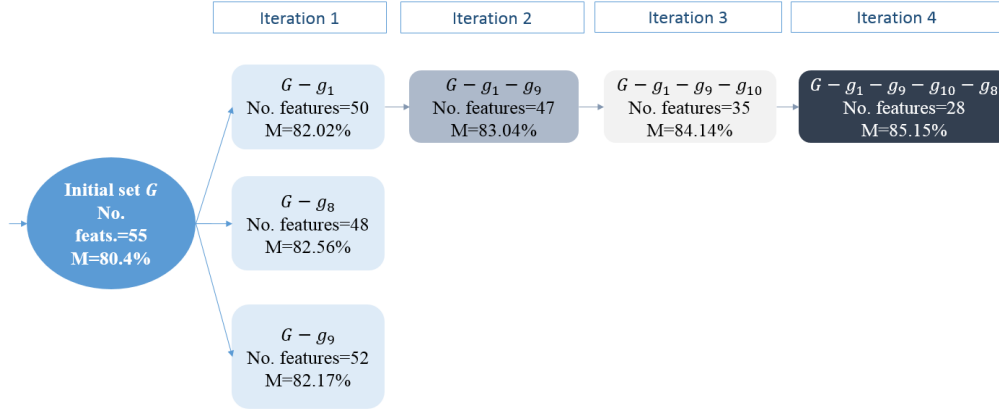 Iteration 1
Iteration 2
Iteration 3
Iteration 4
G − g₁
No. features=50
M=82.02%
G − g₁ − g₉
No. features=47
M=83.04%
G − g₁ − g₉ − g₁₀
No. features=35
M=84.14%
G − g₁ − g₉ − g₁₀ − g₈
No. features=28
M=85.15%
Initial set G
No.
feats.=55
M=80.4%
G − g₈
No. features=48
M=82.56%
G − g₉
No. features=52
M=82.17%